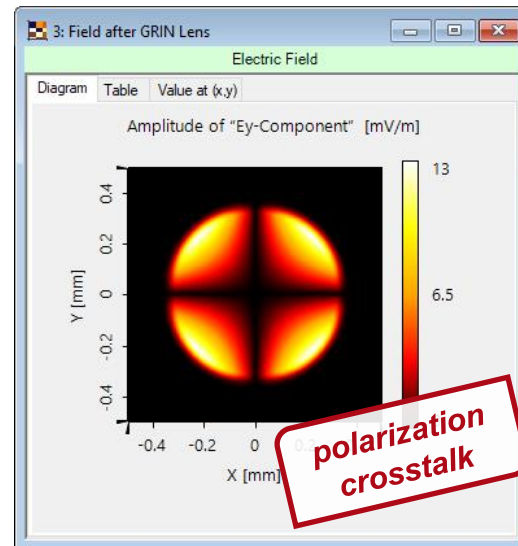 3: Field after GRIN Lens
Electric Field
Diagram Table Value at (x,y)
Amplitude of "Ey-Component" [mV/m]
13
6.5
0.4
0.2
0
-0.2
-0.4
Y [mm]
-0.4 -0.2 0
X [mm]
polarization
crosstalk